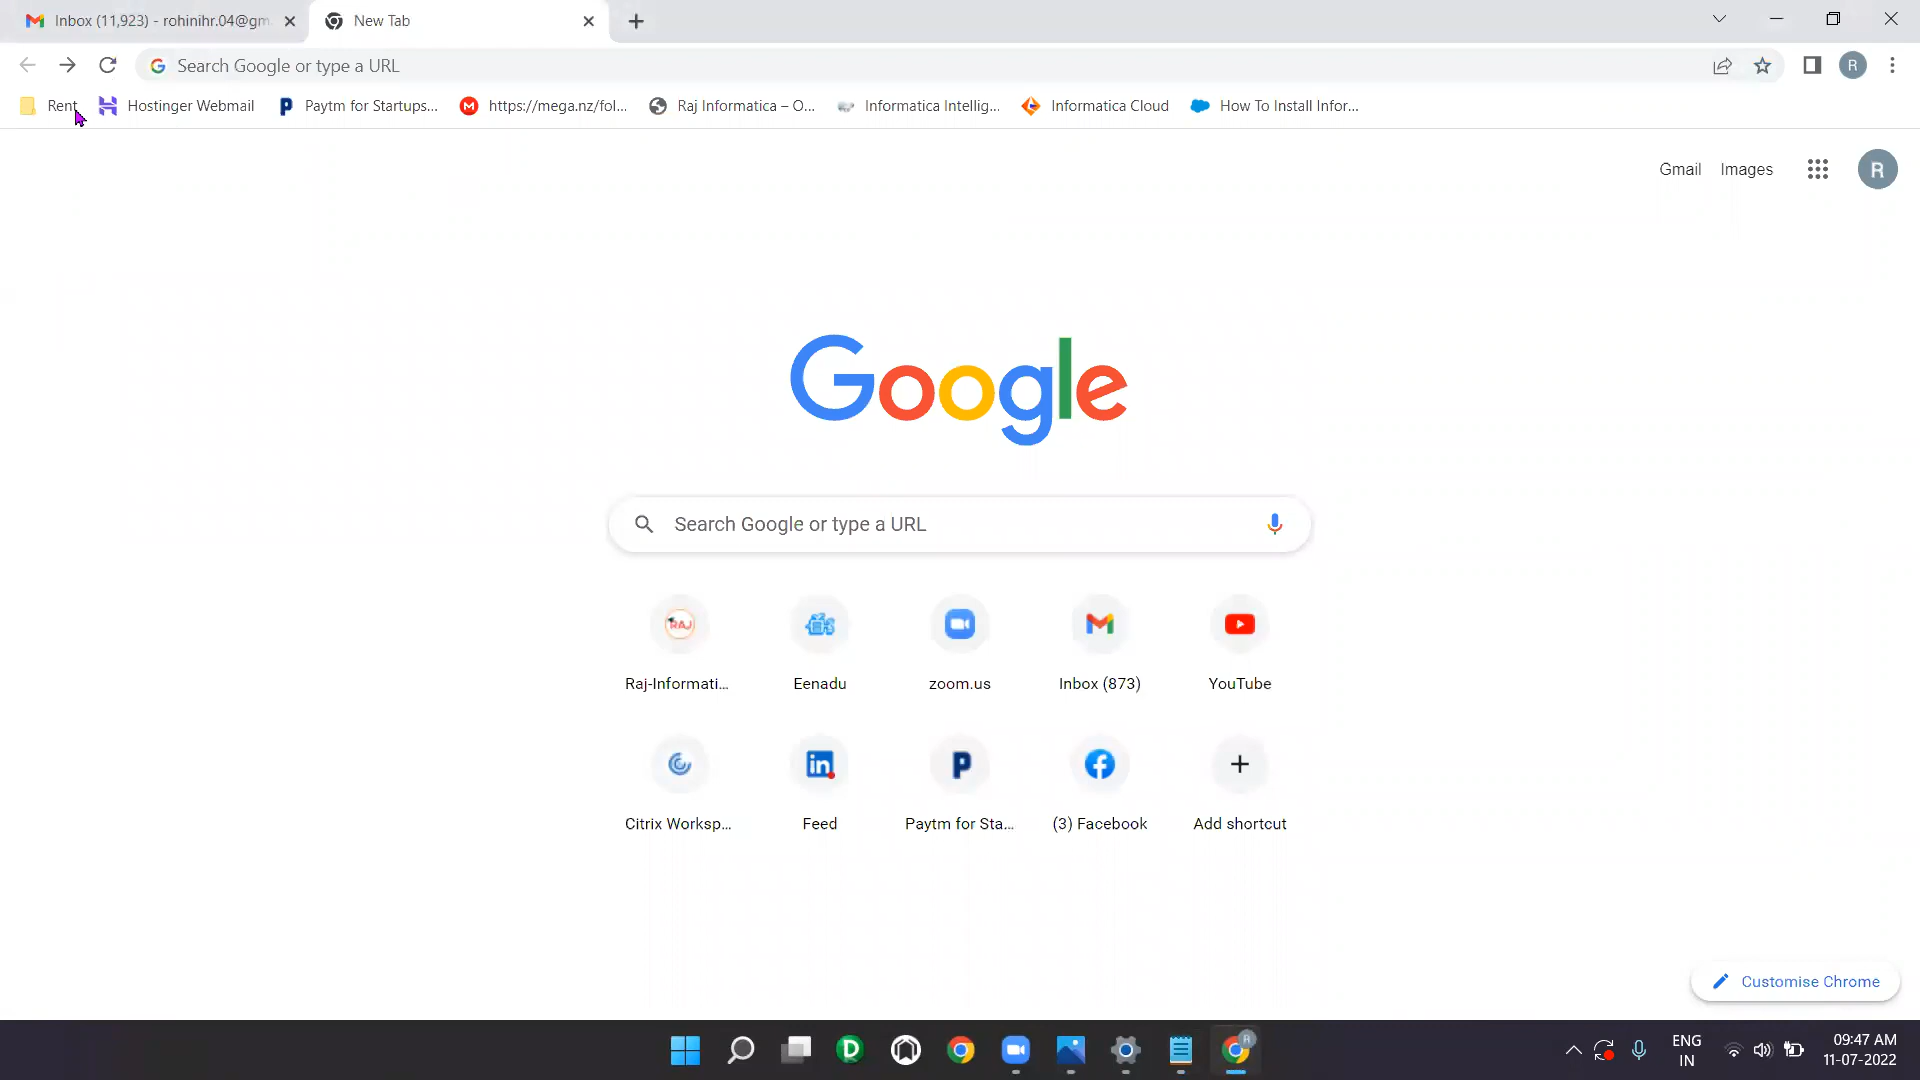 Inbox (11,923) - rohinihr.04@gm
New Tab
Search Google or type a URL
R
Rent
Hostinger Webmail
Paytm for Startups...
https://mega.nz/fol...
Raj Informatica – O...
Informatica Intellig...
Informatica Cloud
How To Install Infor...
Gmail
Images
R
Google
Search Google or type a URL
RAJ
Raj-Informati...
Eenadu
zoom.us
Inbox (873)
YouTube
Citrix Worksp...
Feed
Paytm for Sta...
(3) Facebook
Add shortcut
Customise Chrome
ENG
IN
09:47 AM
11-07-2022